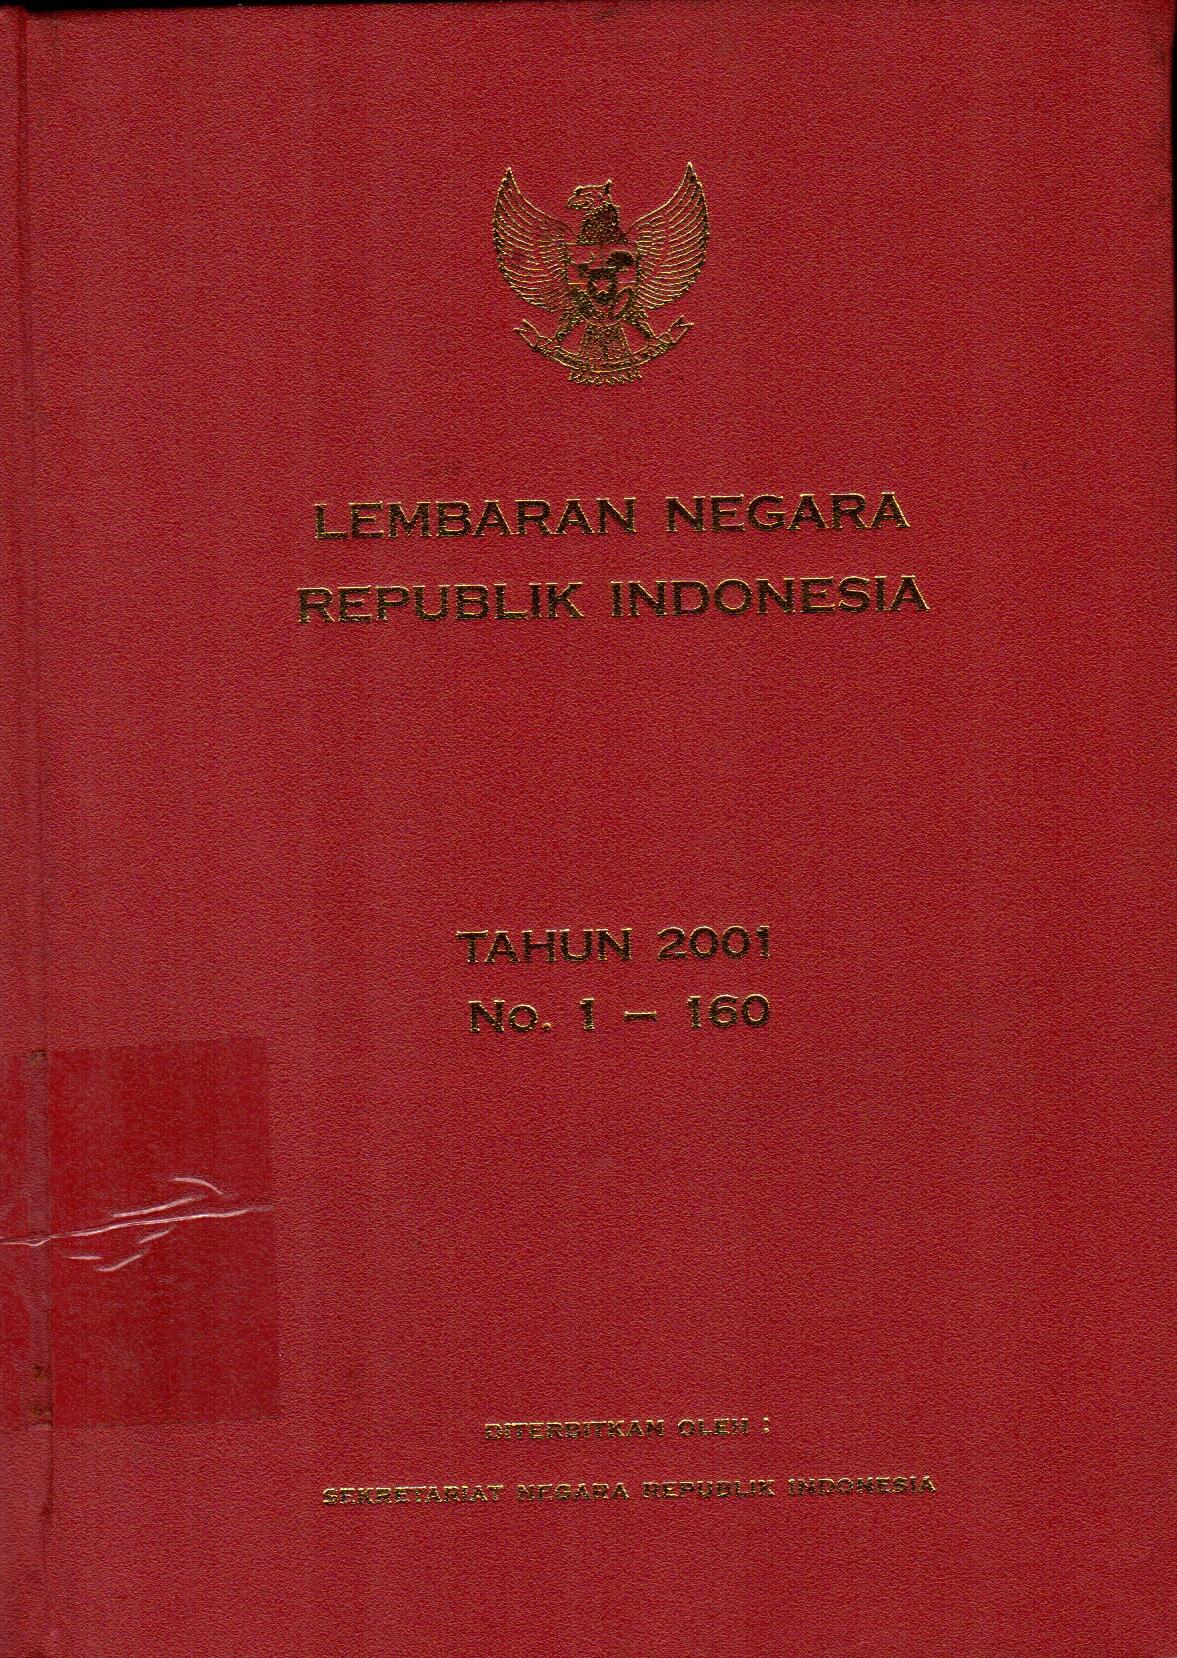 LEMBARAN NEGARA
REPUBLIK INDONESIA
TAHUN 2001
No. 1 – 160
DITERBITKAN OLEH :
SEKRETARIAT NEGARA REPUBLIK INDONESIA